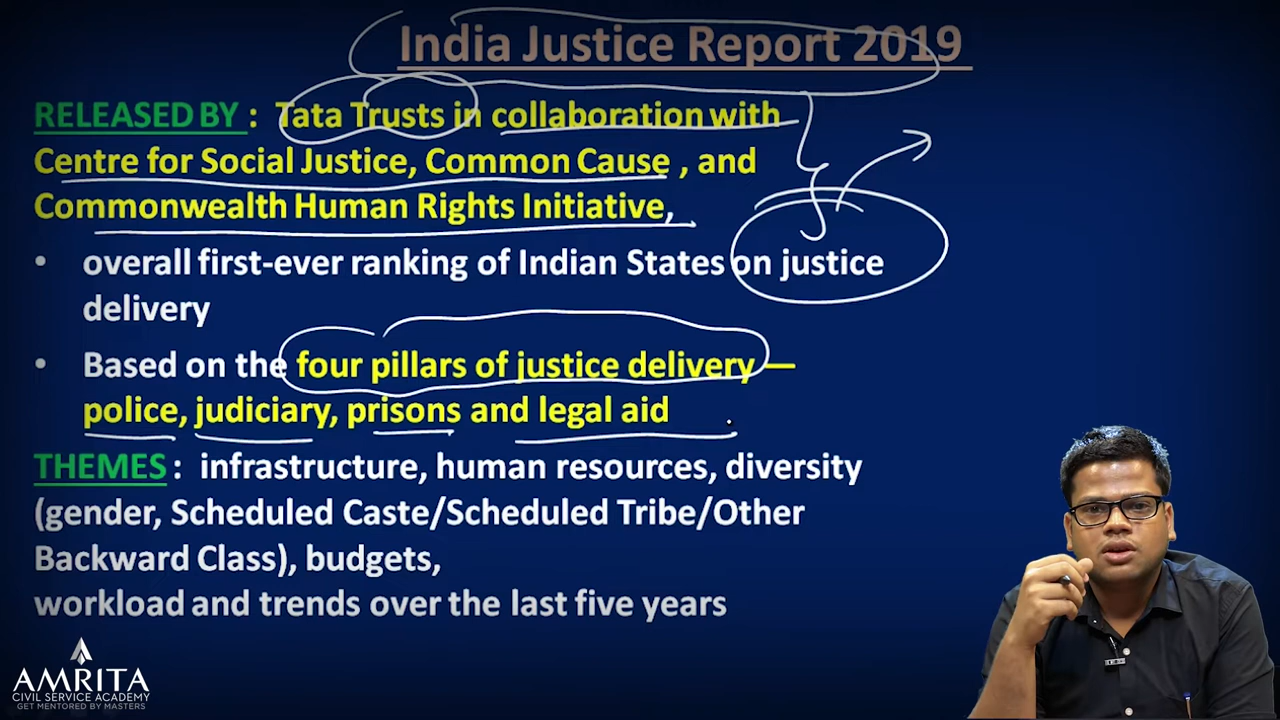 India Justice Report 2019
RELEASED BY : Tata Trusts in collaboration with
Centre for Social Justice, Common Cause , and
Commonwealth Human Rights Initiative,
• overall first-ever ranking of Indian States on justice
delivery
• Based on the four pillars of justice delivery —
police, judiciary, prisons and legal aid
THEMES : infrastructure, human resources, diversity
(gender, Scheduled Caste/Scheduled Tribe/Other
Backward Class), budgets,
workload and trends over the last five years
AMRITA
CIVIL SERVICE ACADEMY
GET MENTORED BY MASTERS